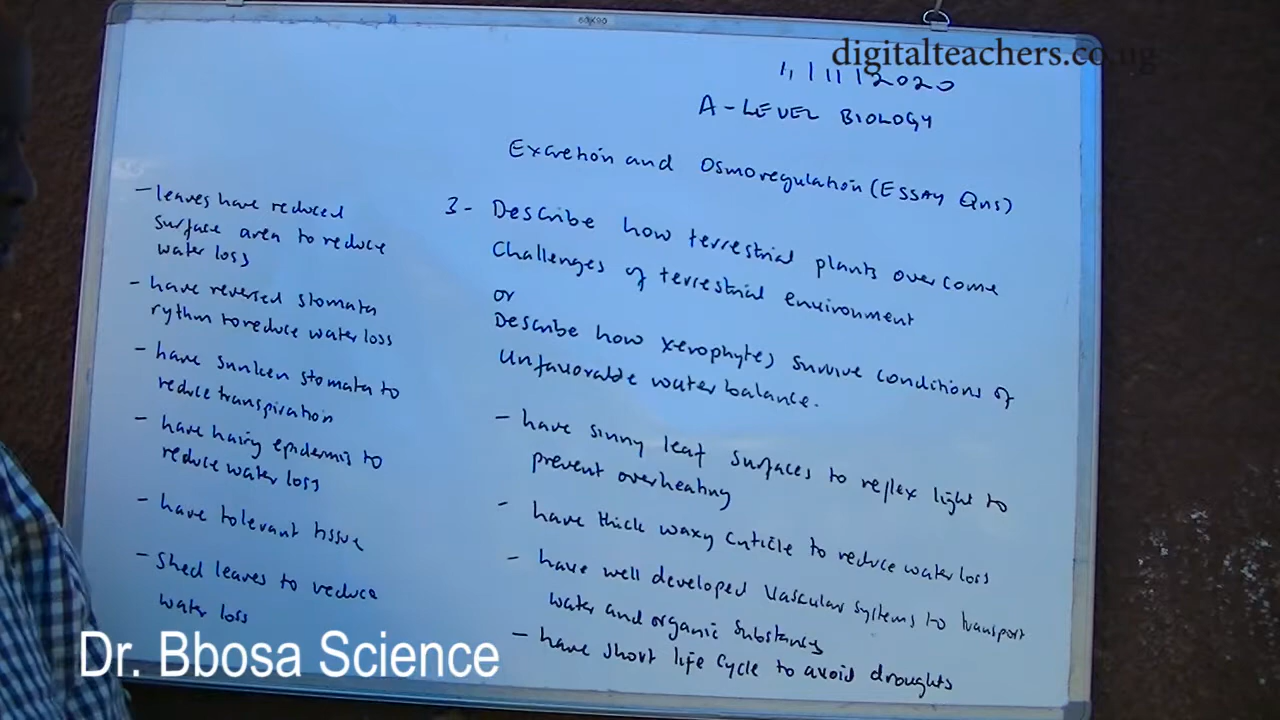 60x90
digitalteachers.co.ug
1, 11 11 2020
A-LEVEL BIOLOGY
Excretion and Osmoregulation (ESSAY Qns)
3- Describe how terrestrial plants overcome
Challenges of terrestrial environment
or
Describe how xerophytes survive conditions of
Unfavorable water balance.
- have shinny leaf surfaces to reflex light to
prevent overheating
- have thick waxy cuticle to reduce water loss
- have well developed vascular systems to transport
water and organic substances
- have short life cycle to avoid droughts
- leaves have reduced
surface area to reduce
water loss
- have reversed stomata
rythm to reduce water loss
- have sunken stomata to
reduce transpiration
- have hairy epidermis to
reduce water loss
- have tolerant tissue
- Shed leaves to reduce
water loss
Dr. Bbosa Science